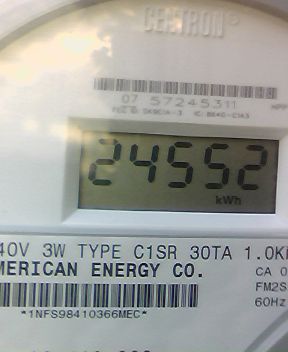 CENTRON®
07 57245311
24552
kWh
40V 3W TYPE C1SR 30TA 1.0K
MERICAN ENERGY CO.
CA 0
FM2S
60Hz
*1NFS98410366MEC*